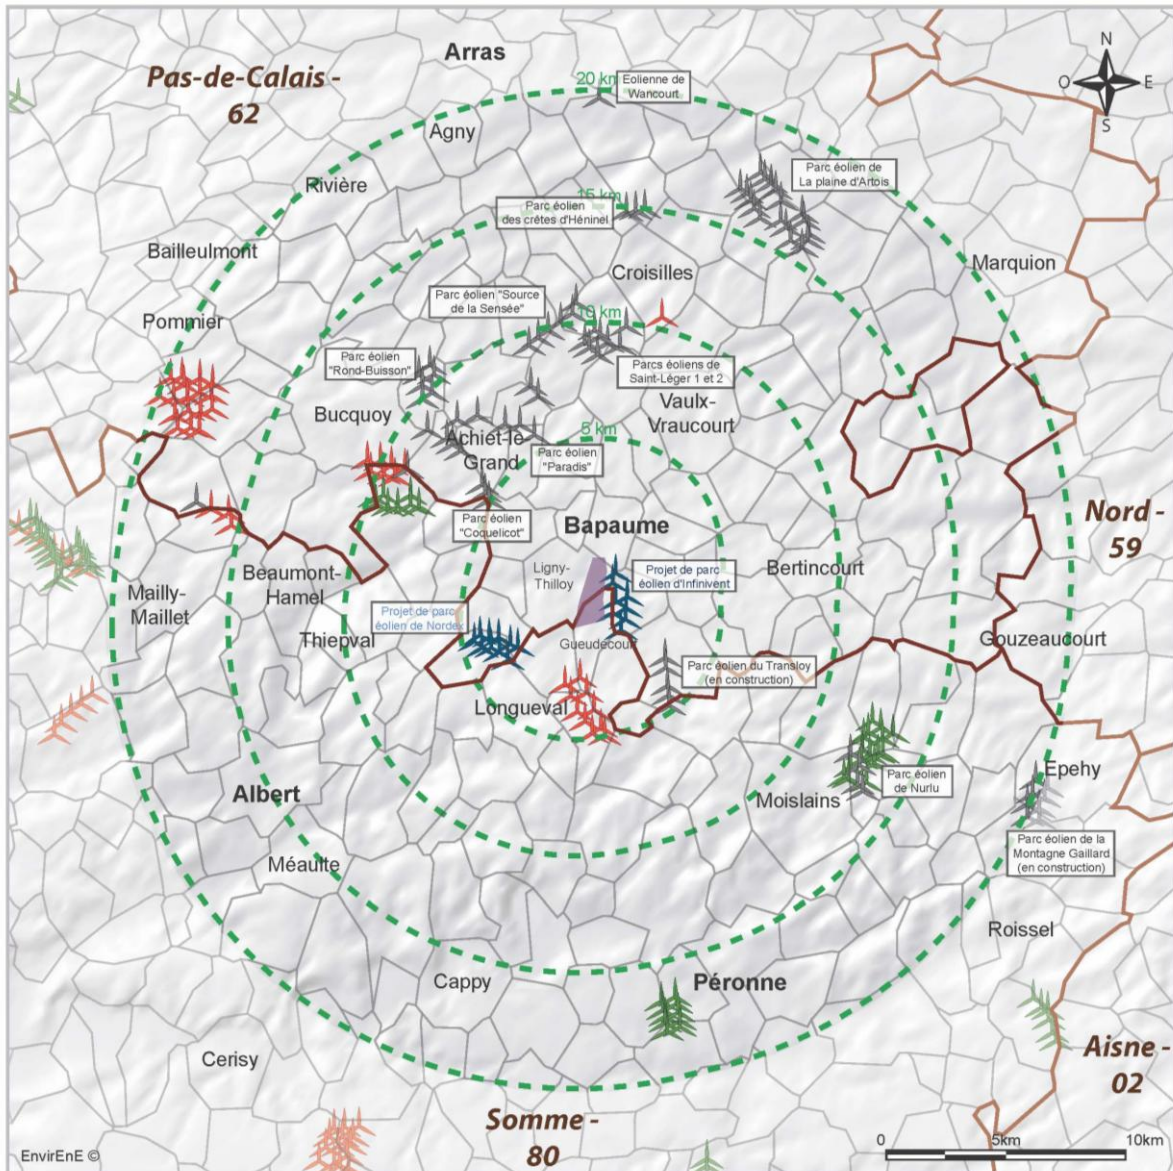 Arras
N
Pas-de-Calais -
62
20 km
Eolienne de
Wancourt
O
E
S
Agny
Parc éolien de
La plaine d'Artois
Rivière
15 km
Parc éolien
des crêtes d'Héninel
Bailleulmont
Croisilles
Marquion
Parc éolien "Source
de la Sensée"
10 km
Pommier
Parc éolien
"Rond-Buisson"
Parcs éoliens de
Saint-Léger 1 et 2
Bucquoy
Vaulx-
Vraucourt
5 km
Achiet-le-
Grand
Parc éolien
"Paradis"
Parc éolien
"Coquelicot"
Bapaume
Nord -
59
Ligny-
Thilloy
Projet de parc
éolien d'Infinivent
Bertincourt
Beaumont-
Hamel
Mailly-
Maillet
Projet de parc
éolien de Nordex
Thiepval
Gueudecourt
Gouzeaucourt
Parc éolien du Transloy
(en construction)
Longueval
Epehy
Parc éolien
de Nurlu
Albert
Moislains
Parc éolien de la
Montagne Gaillard
(en construction)
Méaulte
Roissel
Cappy
Péronne
Cerisy
Aisne -
02
Somme -
80
0
5km
10km
EnvirEnE ©